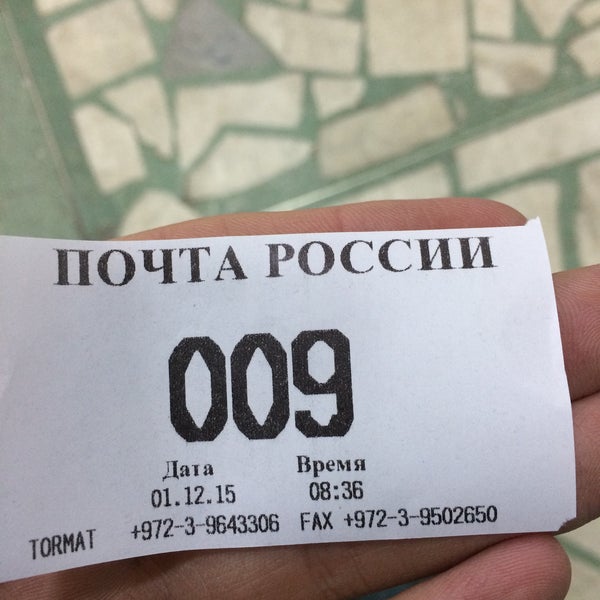 ПОЧТА РОССИИ
009
Дата Время
01.12.15 08:36
TORMAT +972-3-9643306 FAX +972-3-9502650